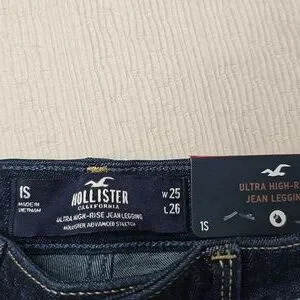 1S
MADE IN
VIETNAM
HOLLISTER
CALIFORNIA
ULTRA HIGH-RISE JEAN LEGGING
HOLLISTER ADVANCED STRETCH
W 25
L 26
ULTRA HIGH-R
JEAN LEGGIN
1S